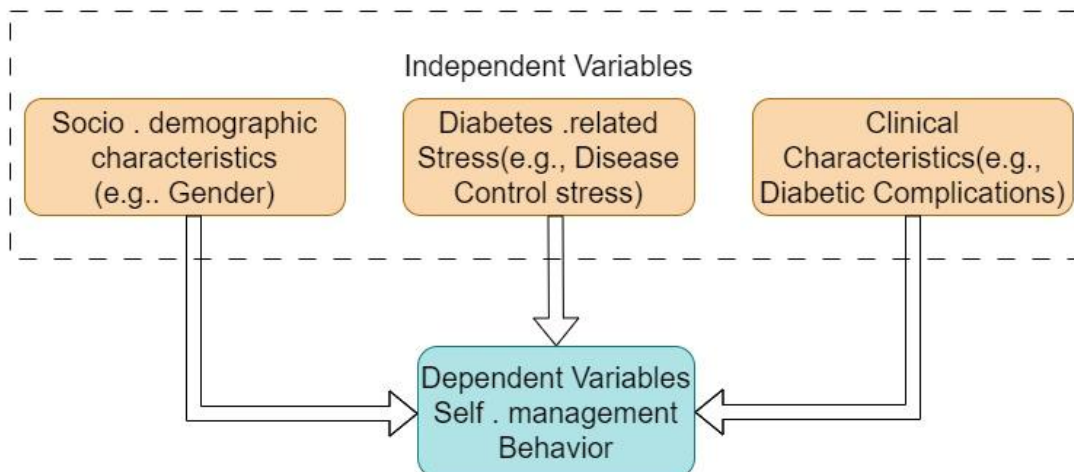 Independent Variables
Socio . demographic
characteristics
(e.g.. Gender)
Diabetes .related
Stress(e.g., Disease
Control stress)
Clinical
Characteristics(e.g.,
Diabetic Complications)
Dependent Variables
Self . management
Behavior